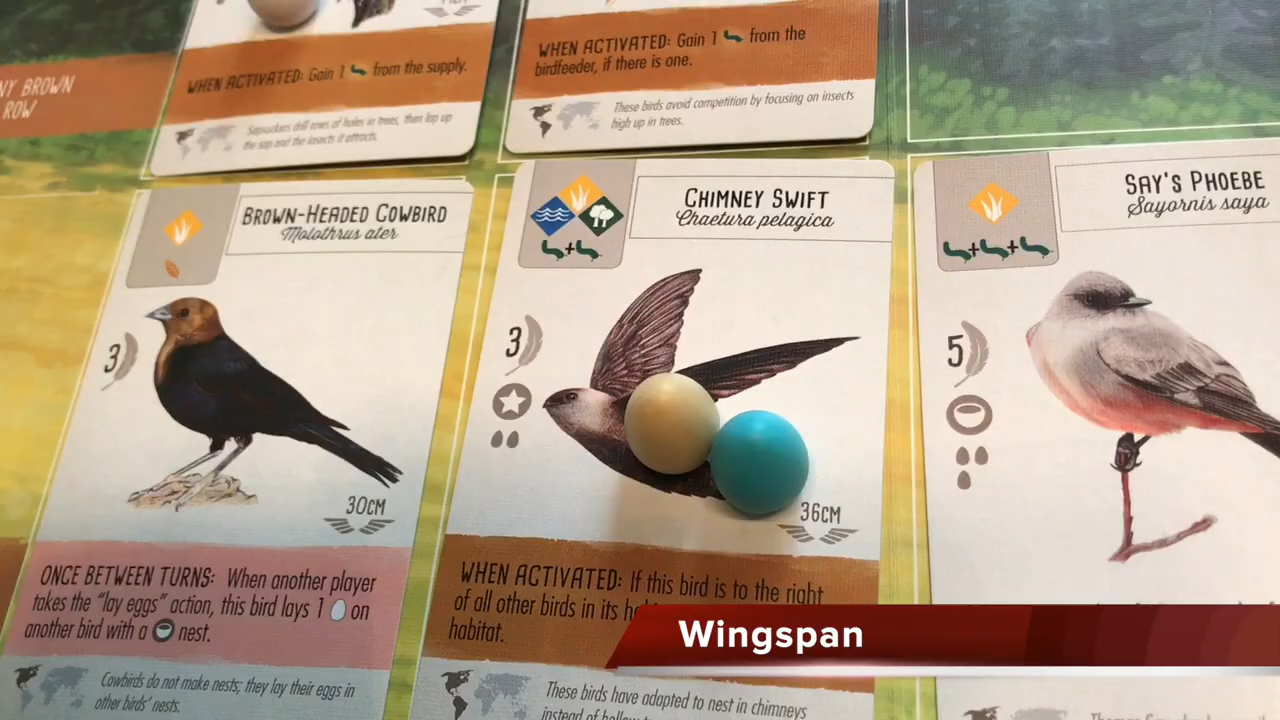 NY BROWN
ROW
WHEN ACTIVATED: Gain 1 from the supply.
Sapsuckers drill rows of holes in trees, then lap up
the sap and the insects it attracts.
WHEN ACTIVATED: Gain 1 from the
birdfeeder, if there is one.
These birds avoid competition by focusing on insects
high up in trees.
BROWN-HEADED COWBIRD
Molothrus ater
3
30CM
ONCE BETWEEN TURNS: When another player
takes the "lay eggs" action, this bird lays 1 on
another bird with a nest.
Cowbirds do not make nests; they lay their eggs in
other birds' nests.
CHIMNEY SWIFT
Chaetura pelagica
+
3
36CM
WHEN ACTIVATED: If this bird is to the right
of all other birds in its
habitat.
These birds have adapted to nest in chimneys
instead of
SAY'S PHOEBE
Sayornis saya
+ +
5
Wingspan